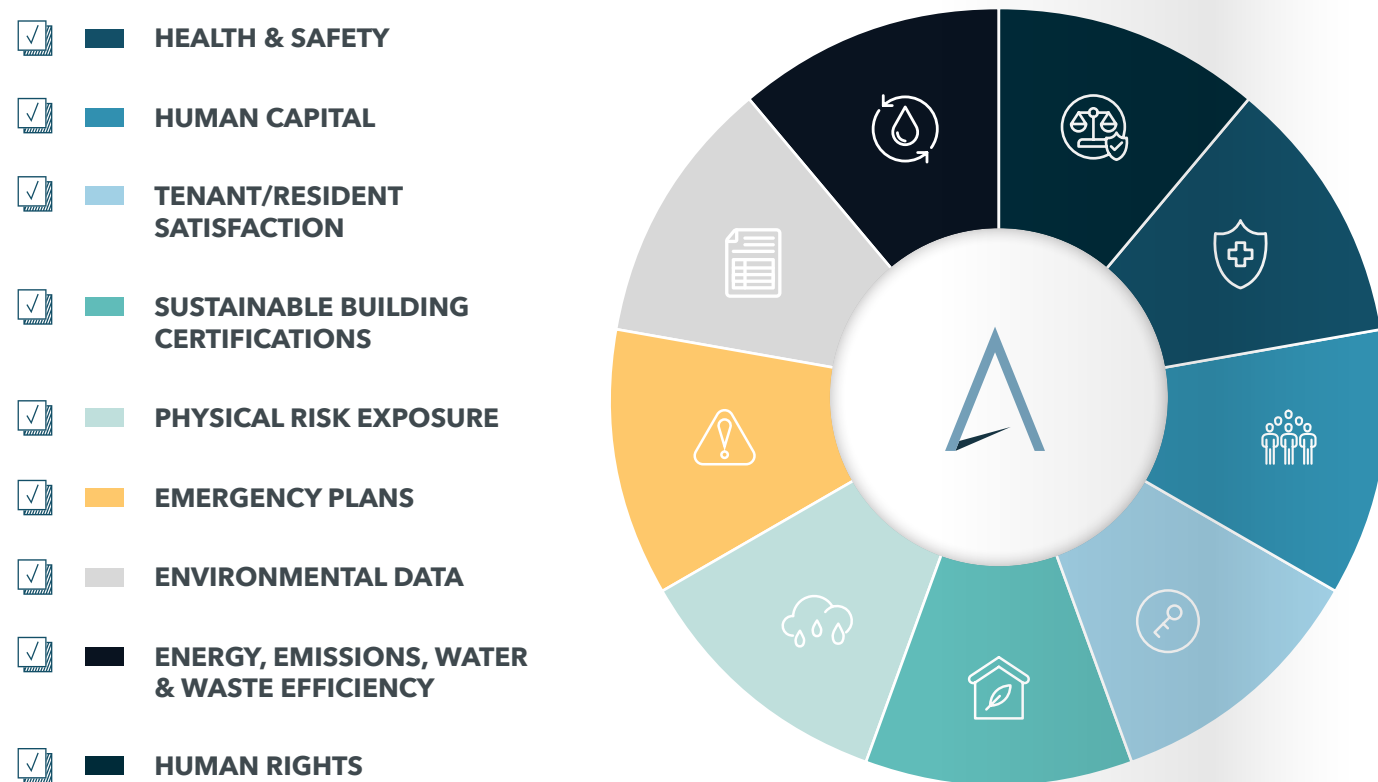 HEALTH & SAFETY
HUMAN CAPITAL
TENANT/RESIDENT
SATISFACTION
SUSTAINABLE BUILDING
CERTIFICATIONS
PHYSICAL RISK EXPOSURE
EMERGENCY PLANS
ENVIRONMENTAL DATA
ENERGY, EMISSIONS, WATER
& WASTE EFFICIENCY
HUMAN RIGHTS